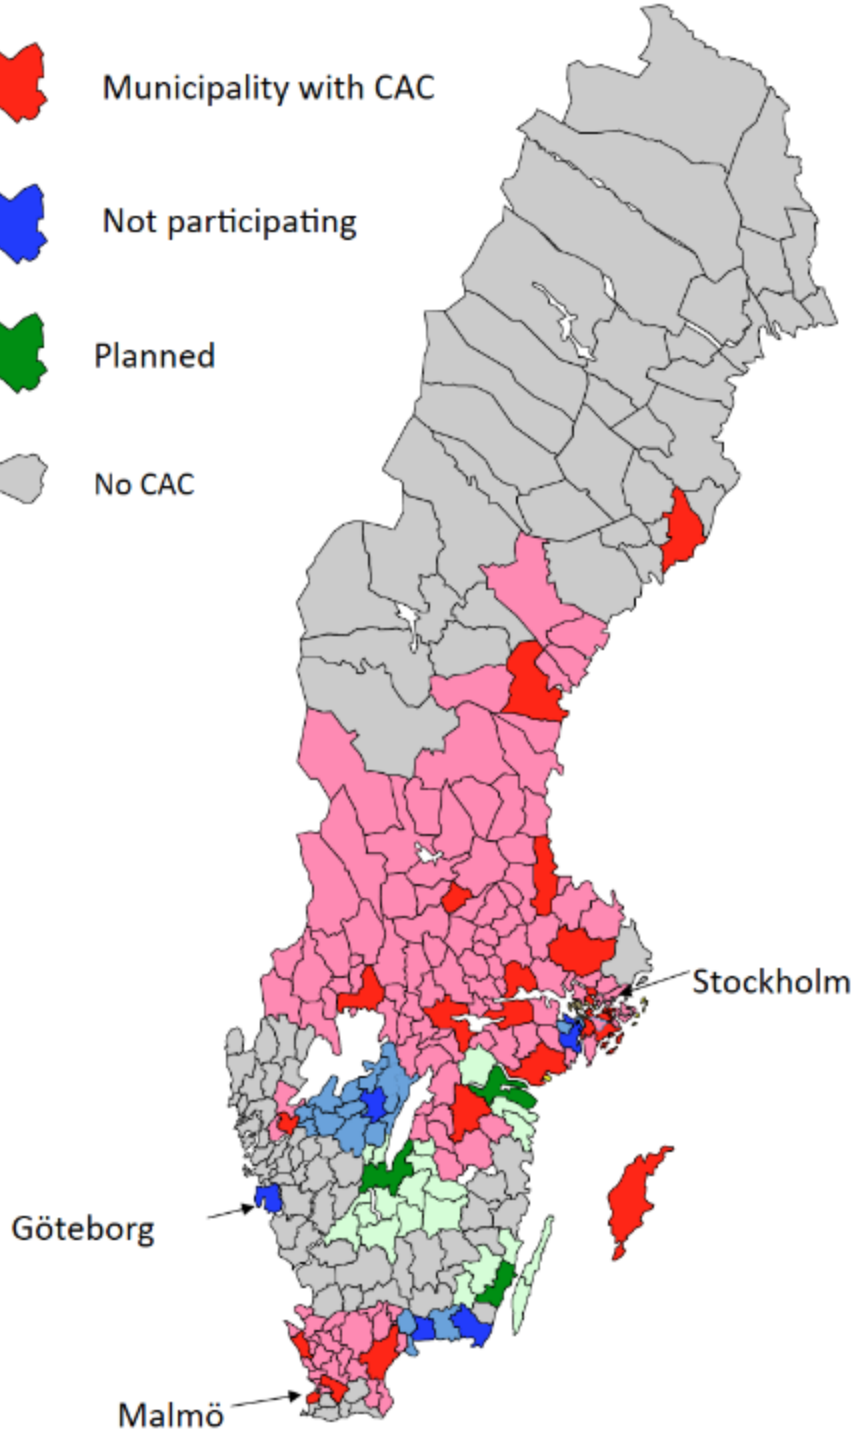 Municipality with CAC
Not participating
Planned
No CAC
Stockholm
Göteborg
Malmö